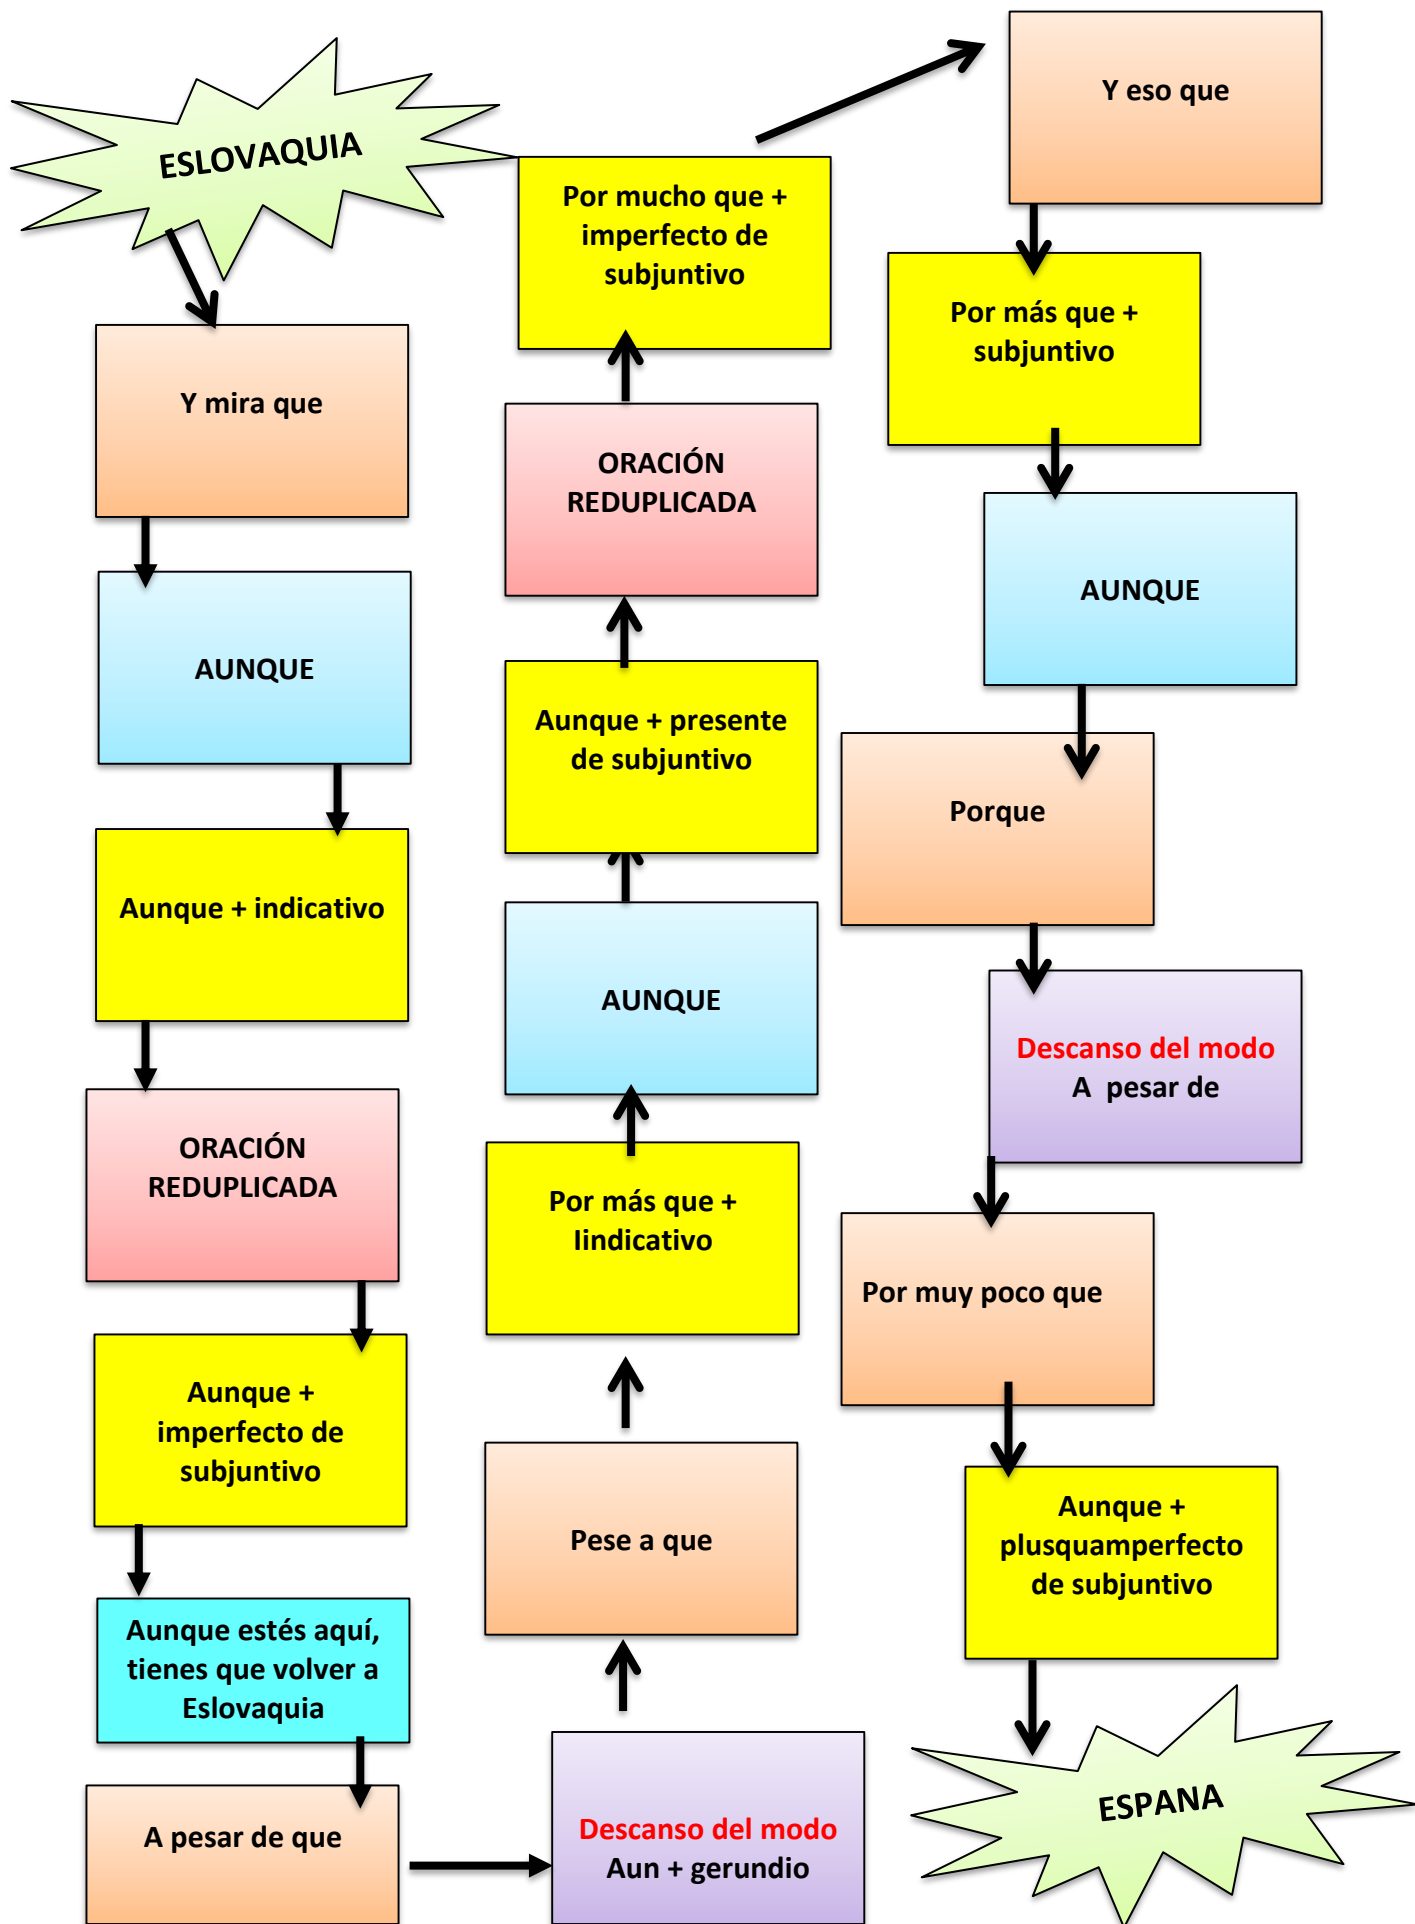 ESLOVAQUIA
Y mira que
AUNQUE
Aunque + indicativo
ORACIÓN
REDUPLICADA
Aunque +
imperfecto de
subjuntivo
Aunque estés aquí,
tienes que volver a
Eslovaquia
A pesar de que
Descanso del modo
Aun + gerundio
Pese a que
Por más que +
Iindicativo
AUNQUE
Aunque + presente
de subjuntivo
ORACIÓN
REDUPLICADA
Por mucho que +
imperfecto de
subjuntivo
Y eso que
Por más que +
subjuntivo
AUNQUE
Porque
Descanso del modo
A pesar de
Por muy poco que
Aunque +
plusquamperfecto
de subjuntivo
ESPANA